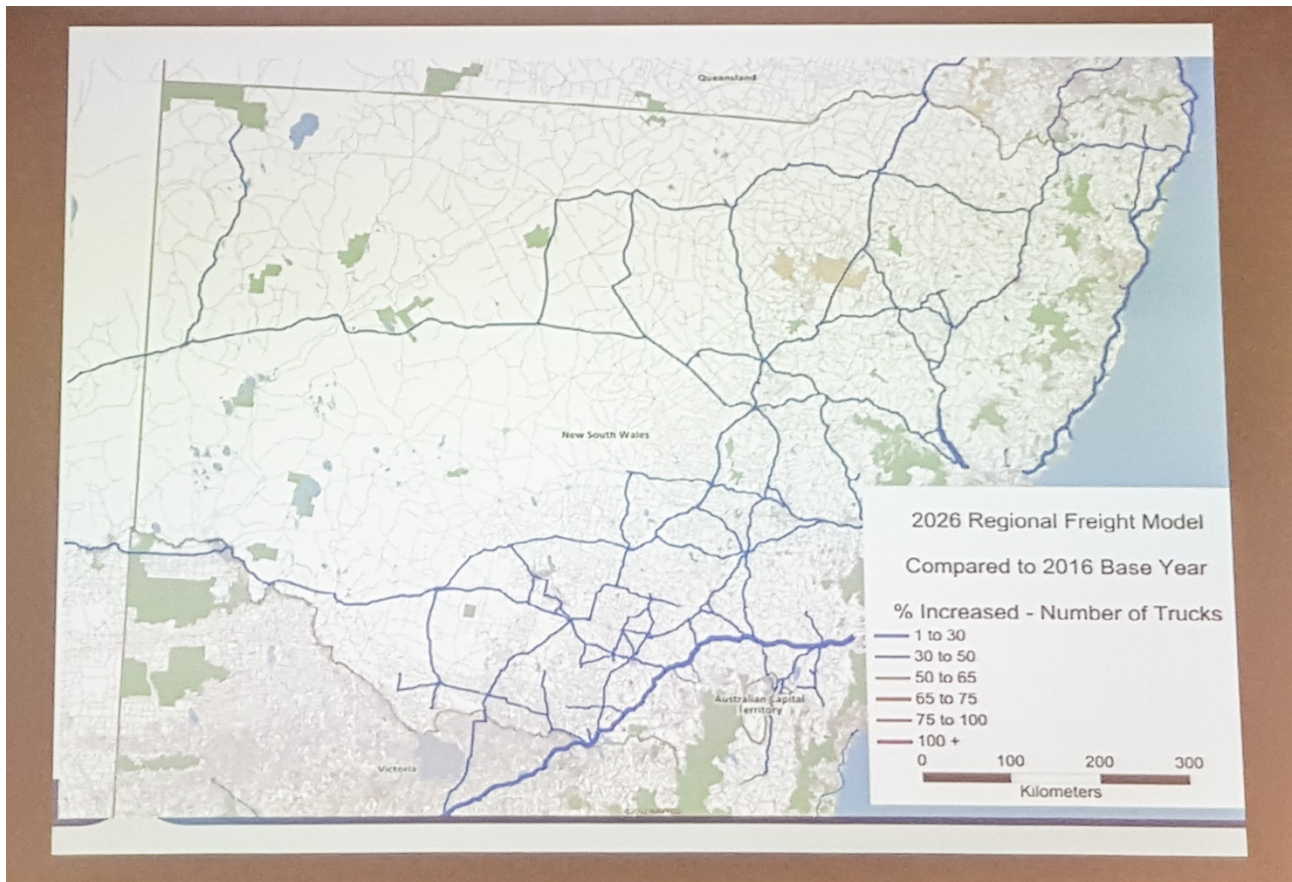 Queensland
New South Wales
Australian Capital
Territory
Victoria
2026 Regional Freight Model
Compared to 2016 Base Year
% Increased - Number of Trucks
1 to 30
30 to 50
50 to 65
65 to 75
75 to 100
100 +
0 100 200 300
Kilometers